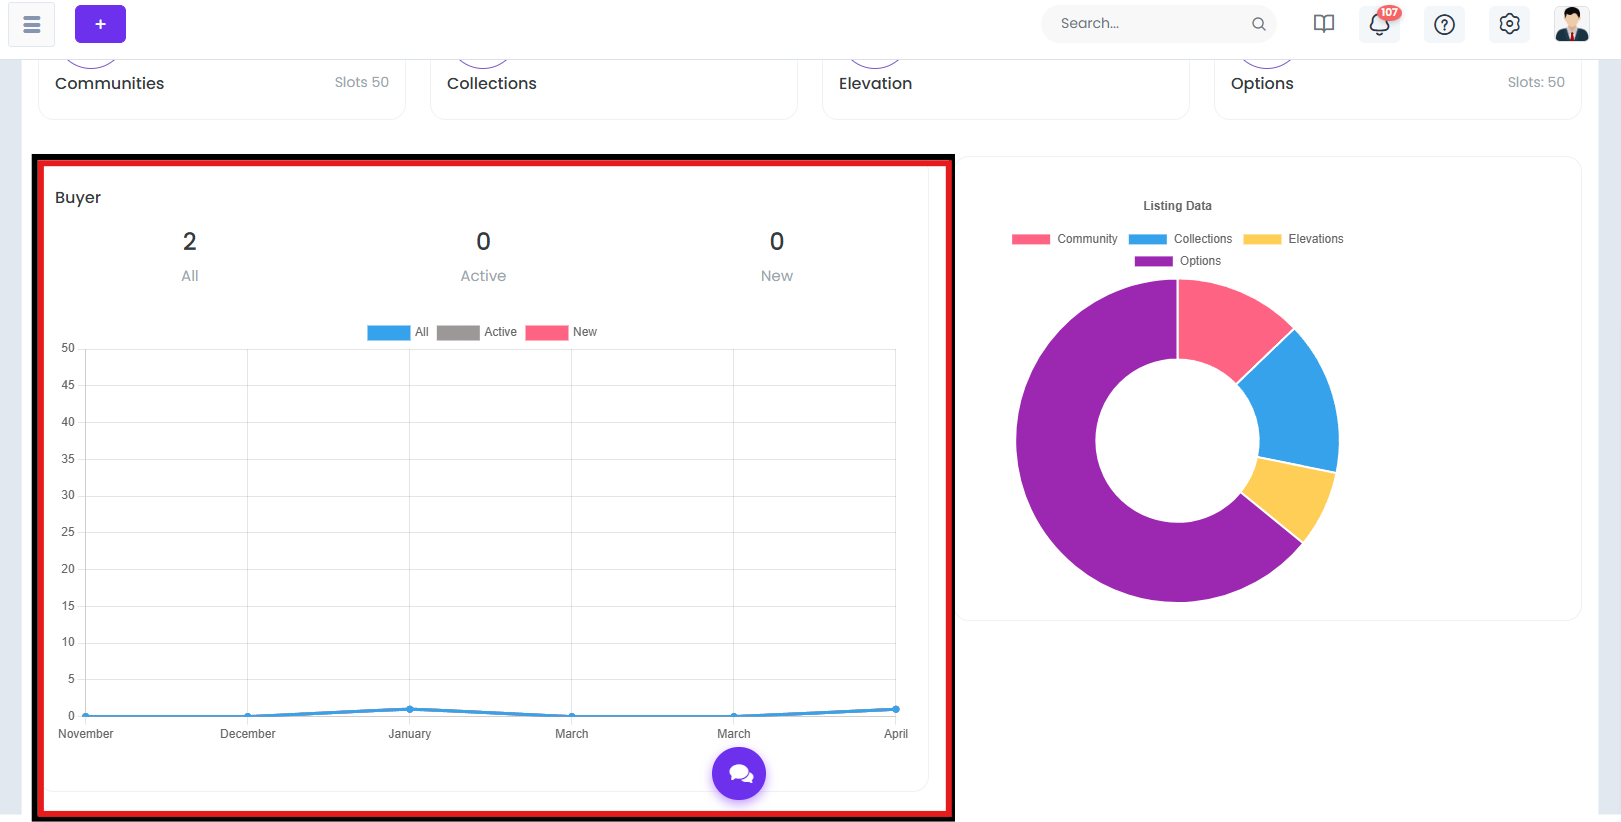 +
Search...
107
Communities Slots 50
Collections
Elevation
Options Slots: 50
Buyer
2 0 0
All Active New
All Active New
50
45
40
35
30
25
20
15
10
5
0
November December January March March April
Listing Data
Community Collections Elevations
Options